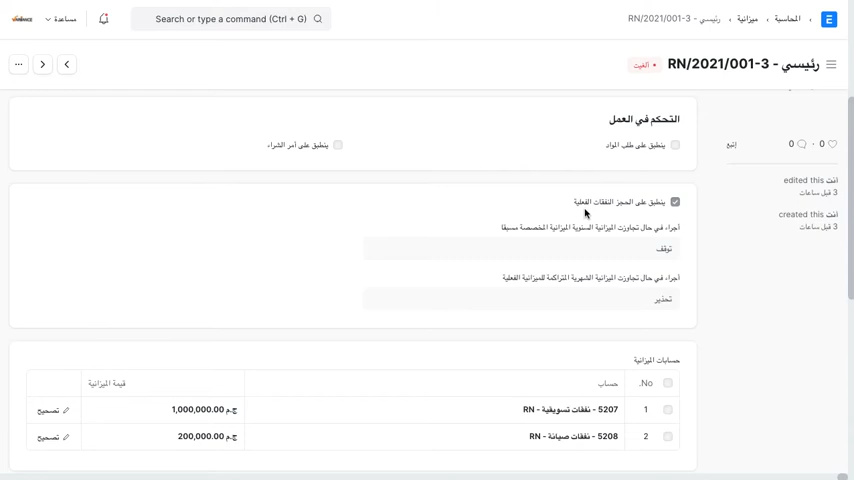 المحاسبة
ميزانية
رئيسي - RN/2021/001-3
Search or type a command (Ctrl + G)
مساعدة
رئيسي - RN/2021/001-3
ألغيت
التحكم في العمل
ينطبق على طلب المواد
ينطبق على أمر الشراء
ينطبق على الحجز النفقات الفعلية
أجراء في حال تجاوزت الميزانية السنوية الميزانية المخصصة مسبقا
توقف
أجراء في حال تجاوزت الميزانية الشهرية المتراكمة للميزانية الفعلية
تحذير
حسابات الميزانية
No.
حساب
قيمة الميزانية
1
5207 - نفقات تسويقية - RN
ج.م 1,000,000.00
تصحيح
2
5208 - نفقات صيانة - RN
ج.م 200,000.00
تصحيح
0 · 0
إتبع
انت edited this
3 قبل ساعات
انت created this
3 قبل ساعات